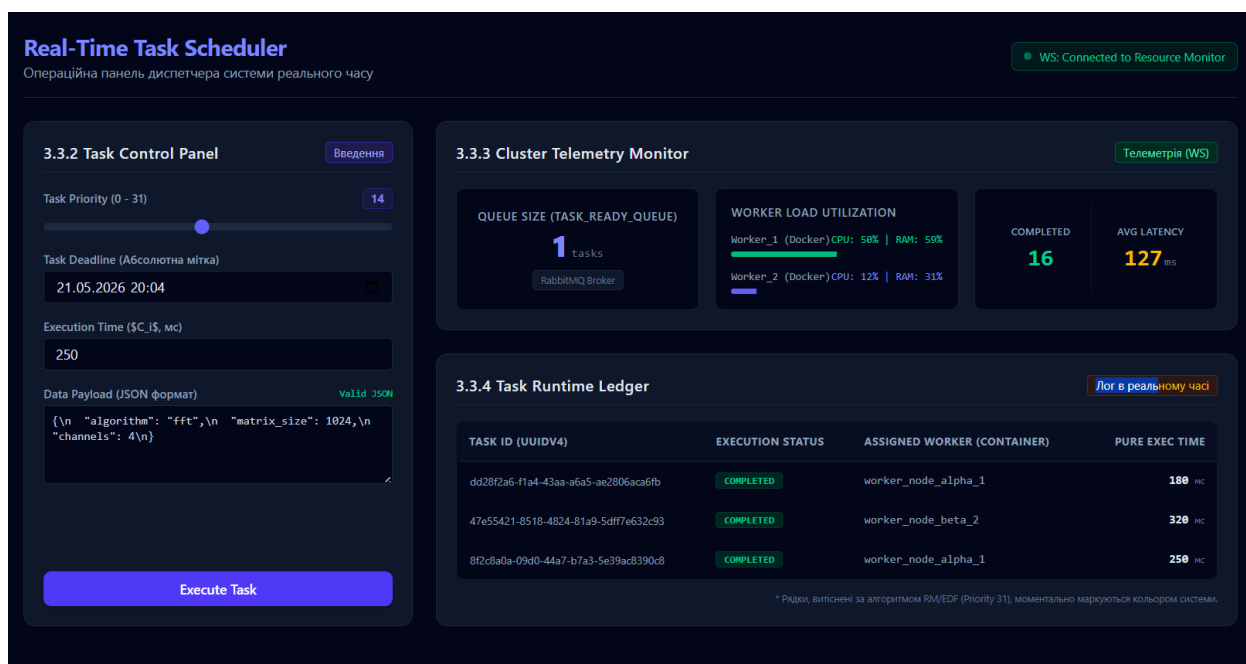 Real-Time Task Scheduler
Операційна панель диспетчера системи реального часу
WS: Connected to Resource Monitor
3.3.2 Task Control Panel
Введення
Task Priority (0 - 31)
14
Task Deadline (Абсолютна мітка)
21.05.2026 20:04
Execution Time ($C_i$, мс)
250
Data Payload (JSON формат)
Valid JSON
{\n "algorithm": "fft",\n "matrix_size": 1024,\n
"channels": 4\n}
Execute Task
3.3.3 Cluster Telemetry Monitor
Телеметрія (WS)
QUEUE SIZE (TASK_READY_QUEUE)
1 tasks
RabbitMQ Broker
WORKER LOAD UTILIZATION
Worker_1 (Docker)CPU: 50% | RAM: 59%
Worker_2 (Docker)CPU: 12% | RAM: 31%
COMPLETED
16
AVG LATENCY
127 ms
3.3.4 Task Runtime Ledger
Лог в реальному часі
TASK ID (UUIDV4) EXECUTION STATUS ASSIGNED WORKER (CONTAINER) PURE EXEC TIME
dd28f2a6-f1a4-43aa-a6a5-ae2806aca6fb COMPLETED worker_node_alpha_1 180 мс
47e55421-8518-4824-81a9-5dff7e632c93 COMPLETED worker_node_beta_2 320 мс
8f2c8a0a-09d0-44a7-b7a3-5e39ac8390c8 COMPLETED worker_node_alpha_1 250 мс
* Рядки, витіснені за алгоритмом RM/EDF (Priority 31), моментально маркуються кольором системи.